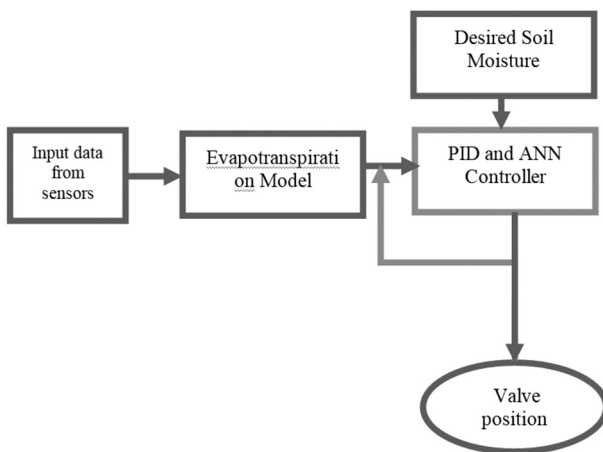 Desired Soil
Moisture
Input data
from
sensors
Evapotranspirati
on Model
PID and ANN
Controller
Valve
position